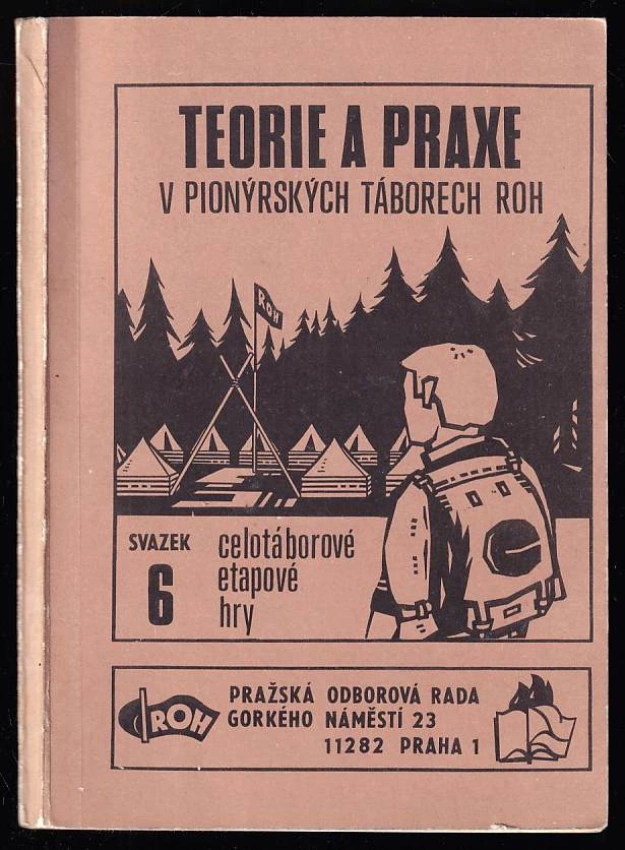 TEORIE A PRAXE
V PIONÝRSKÝCH TÁBORECH ROH
ROH
SVAZEK
6
celotáborové
etapové
hry
ROH
PRAŽSKÁ ODBOROVÁ RADA
GORKÉHO NÁMĚSTÍ 23
11282 PRAHA 1